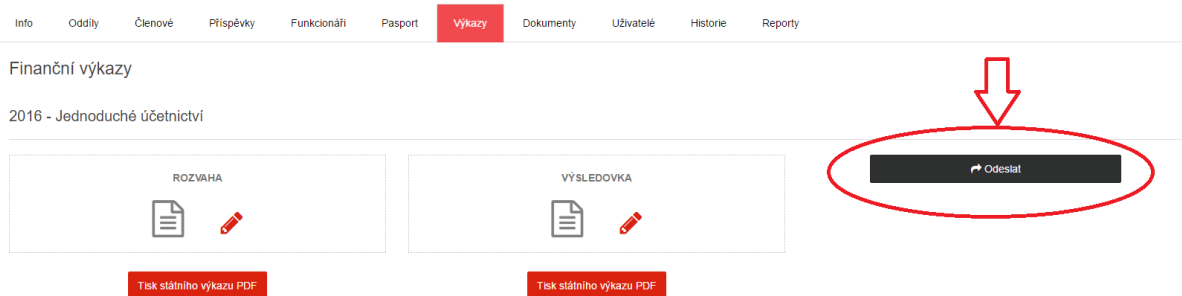 Info Oddíly Členové Příspěvky Funkcionáři Pasport Výkazy Dokumenty Uživatelé Historie Reporty
Finanční výkazy
2016 - Jednoduché účetnictví
ROZVAHA
VÝSLEDOVKA
Odeslat
Tisk státního výkazu PDF
Tisk státního výkazu PDF